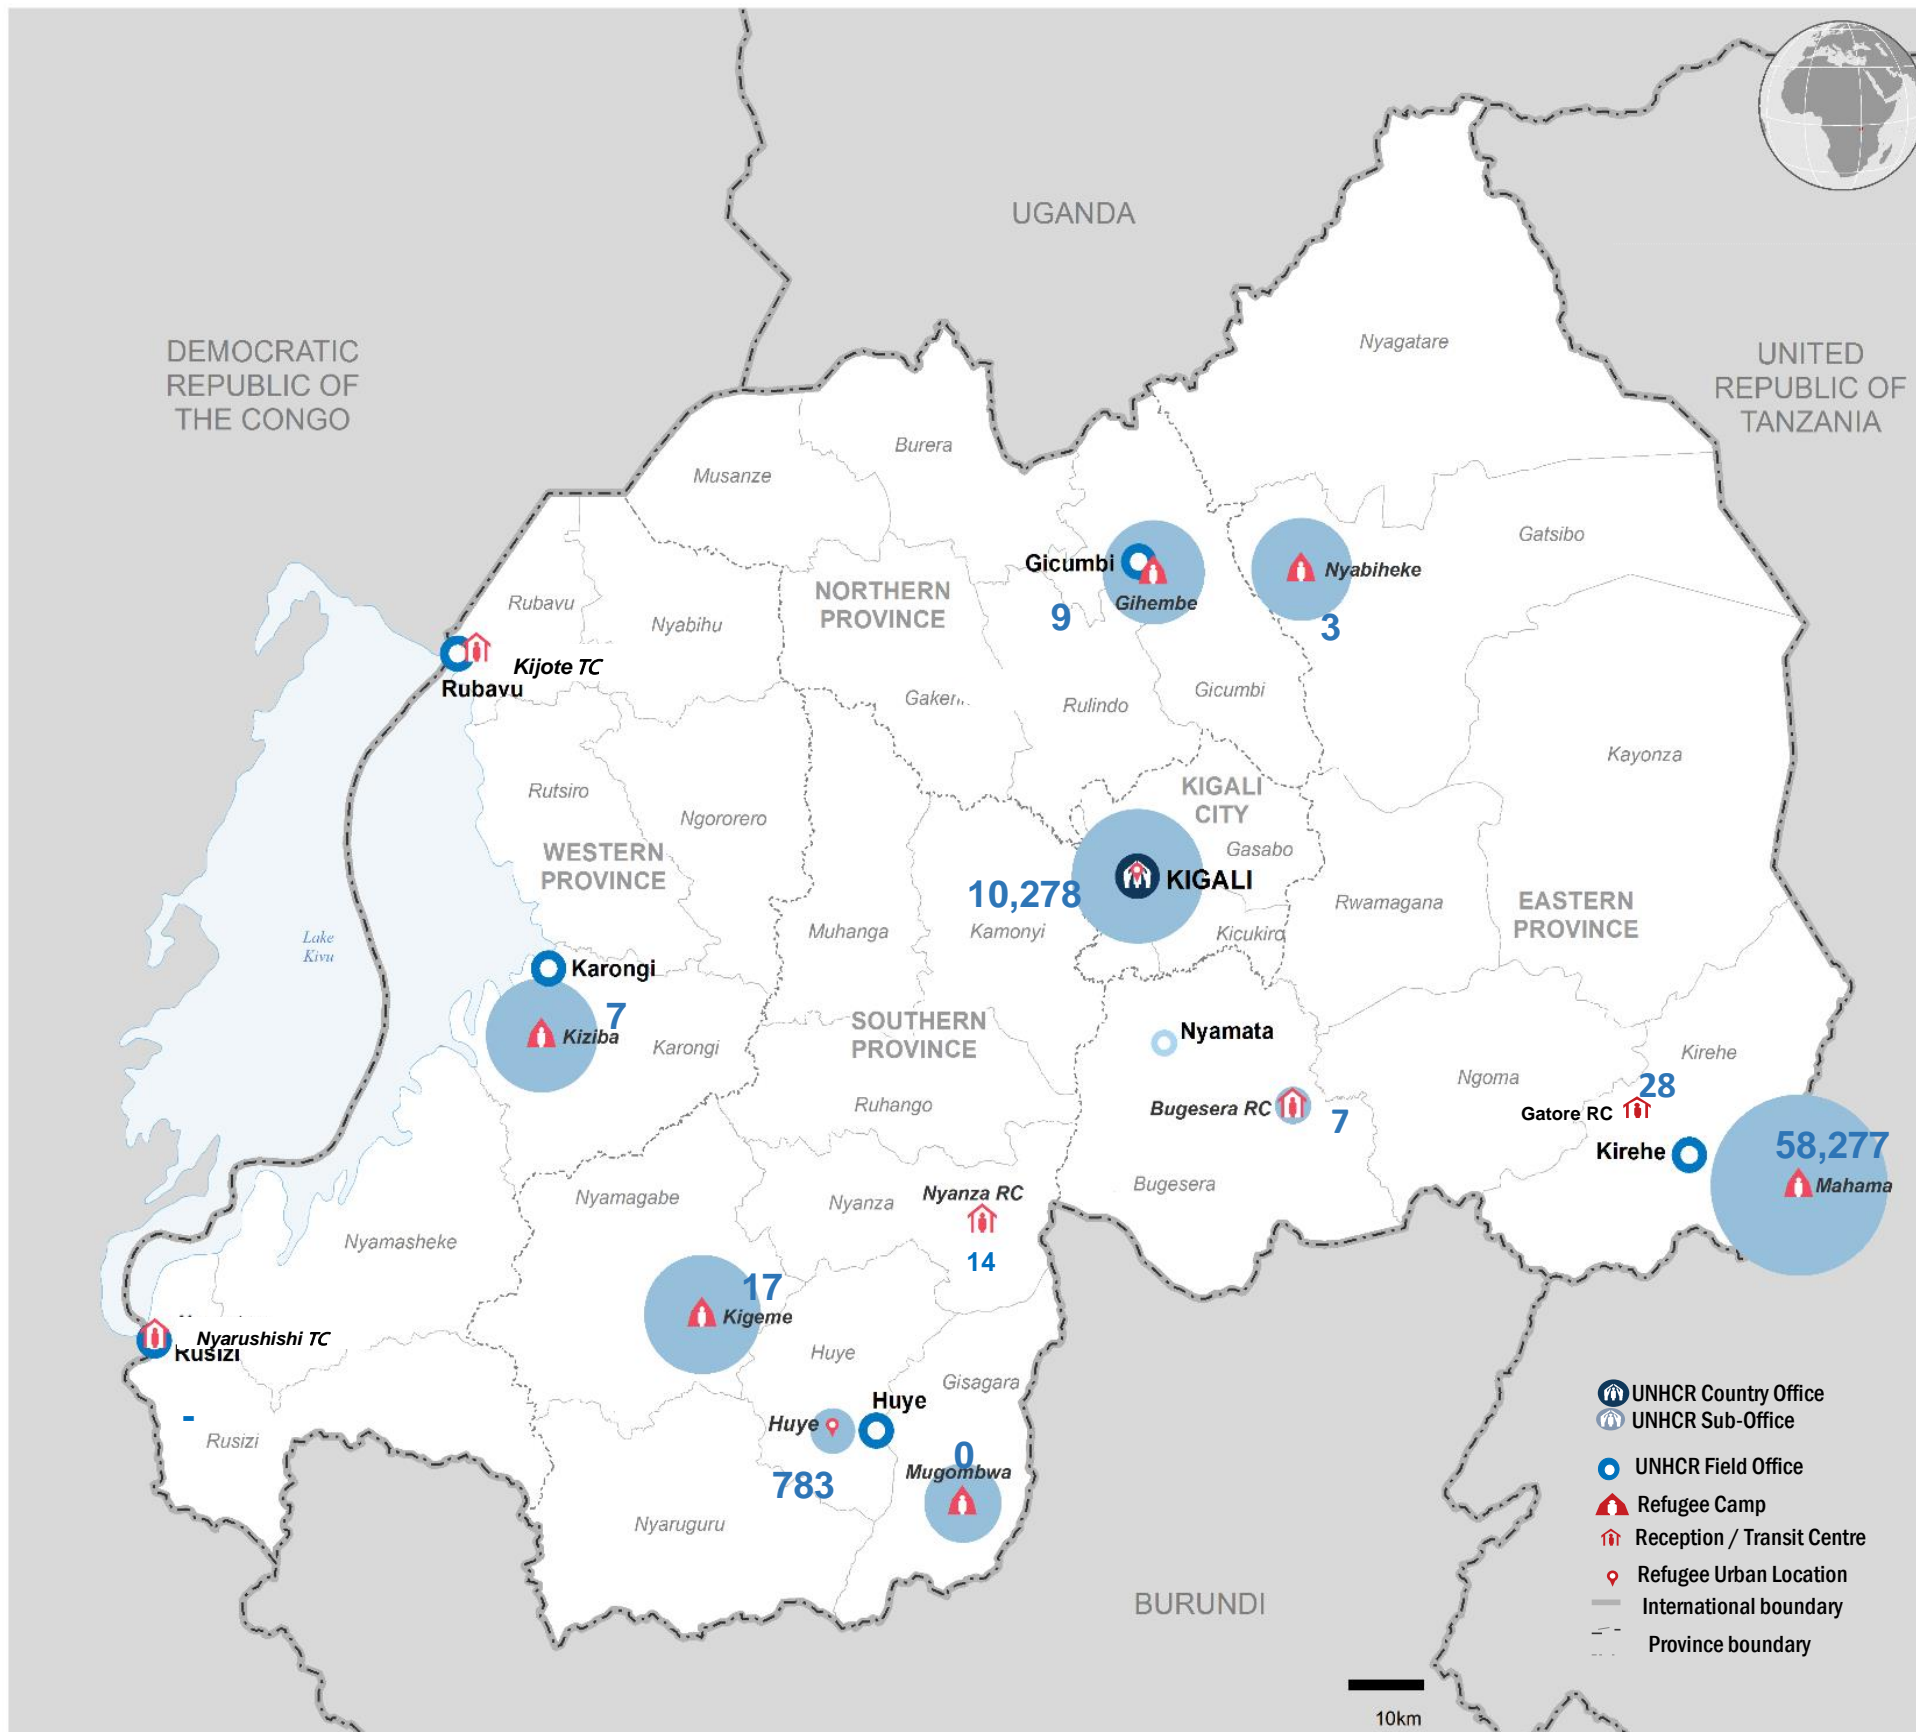 UGANDA
DEMOCRATIC
REPUBLIC OF
THE CONGO
UNITED
REPUBLIC OF
TANZANIA
Nyagatare
Burera
Musanze
Gatsibo
Gicumbi
Gihembe
9
Nyabiheke
3
NORTHERN
PROVINCE
Rubavu
Nyabihu
Kijote TC
Rubavu
Rulindo
Gicumbi
Kayonza
Rutsiro
Ngororero
KIGALI
CITY
Gasabo
WESTERN
PROVINCE
KIGALI
10,278
Kicukiro
Kamonyi
Muhanga
Rwamagana
EASTERN
PROVINCE
Lake
Kivu
Karongi
7
Kiziba
Karongi
SOUTHERN
PROVINCE
Nyamata
Kirehe
Ngoma
28
Gatore RC
Ruhango
Bugesera RC
7
Kirehe
58,277
Mahama
Bugesera
Nyamagabe
Nyanza
Nyanza RC
14
Nyamasheke
17
Kigeme
Nyarushishi TC
Rusizi
-
Rusizi
Huye
Gisagara
Huye
Huye
783
0
Mugombwa
Nyaruguru
BURUNDI
UNHCR Country Office
UNHCR Sub-Office
UNHCR Field Office
Refugee Camp
Reception / Transit Centre
Refugee Urban Location
International boundary
Province boundary
10km